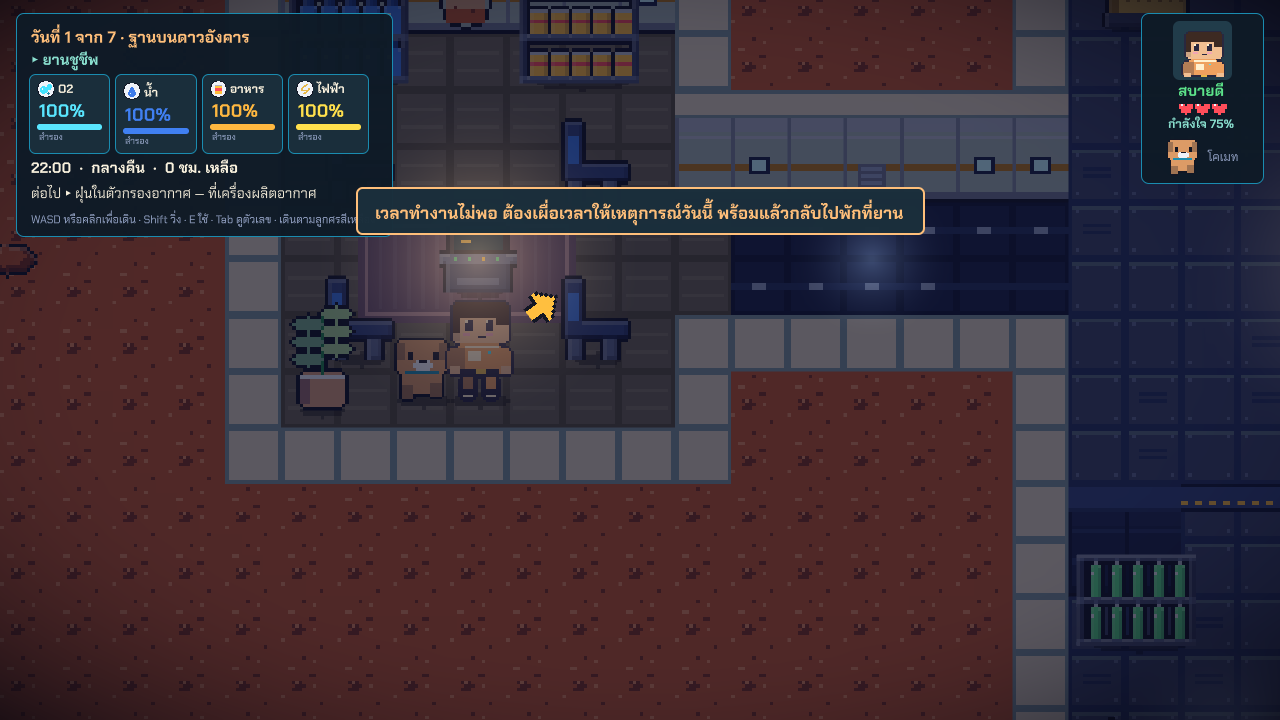 วันที่ 1 จาก 7 · ฐานบนดาวอังคาร
▸ ยานชูชีพ
O2
100%
สำรอง
น้ำ
100%
สำรอง
อาหาร
100%
สำรอง
ไฟฟ้า
100%
สำรอง
22:00 · กลางคืน · 0 ชม. เหลือ
ต่อไป ▸ ฝุ่นในตัวกรองอากาศ — ที่เครื่องผลิตอากาศ
WASD หรือคลิกเพื่อเดิน · Shift วิ่ง · E ใช้ · Tab ดูตัวเลข · เดินตามลูกศรสีเห
เวลาทำงานไม่พอ ต้องเผื่อเวลาให้เหตุการณ์วันนี้ พร้อมแล้วกลับไปพักที่ยาน
สบายดี
กำลังใจ 75%
โคเมท